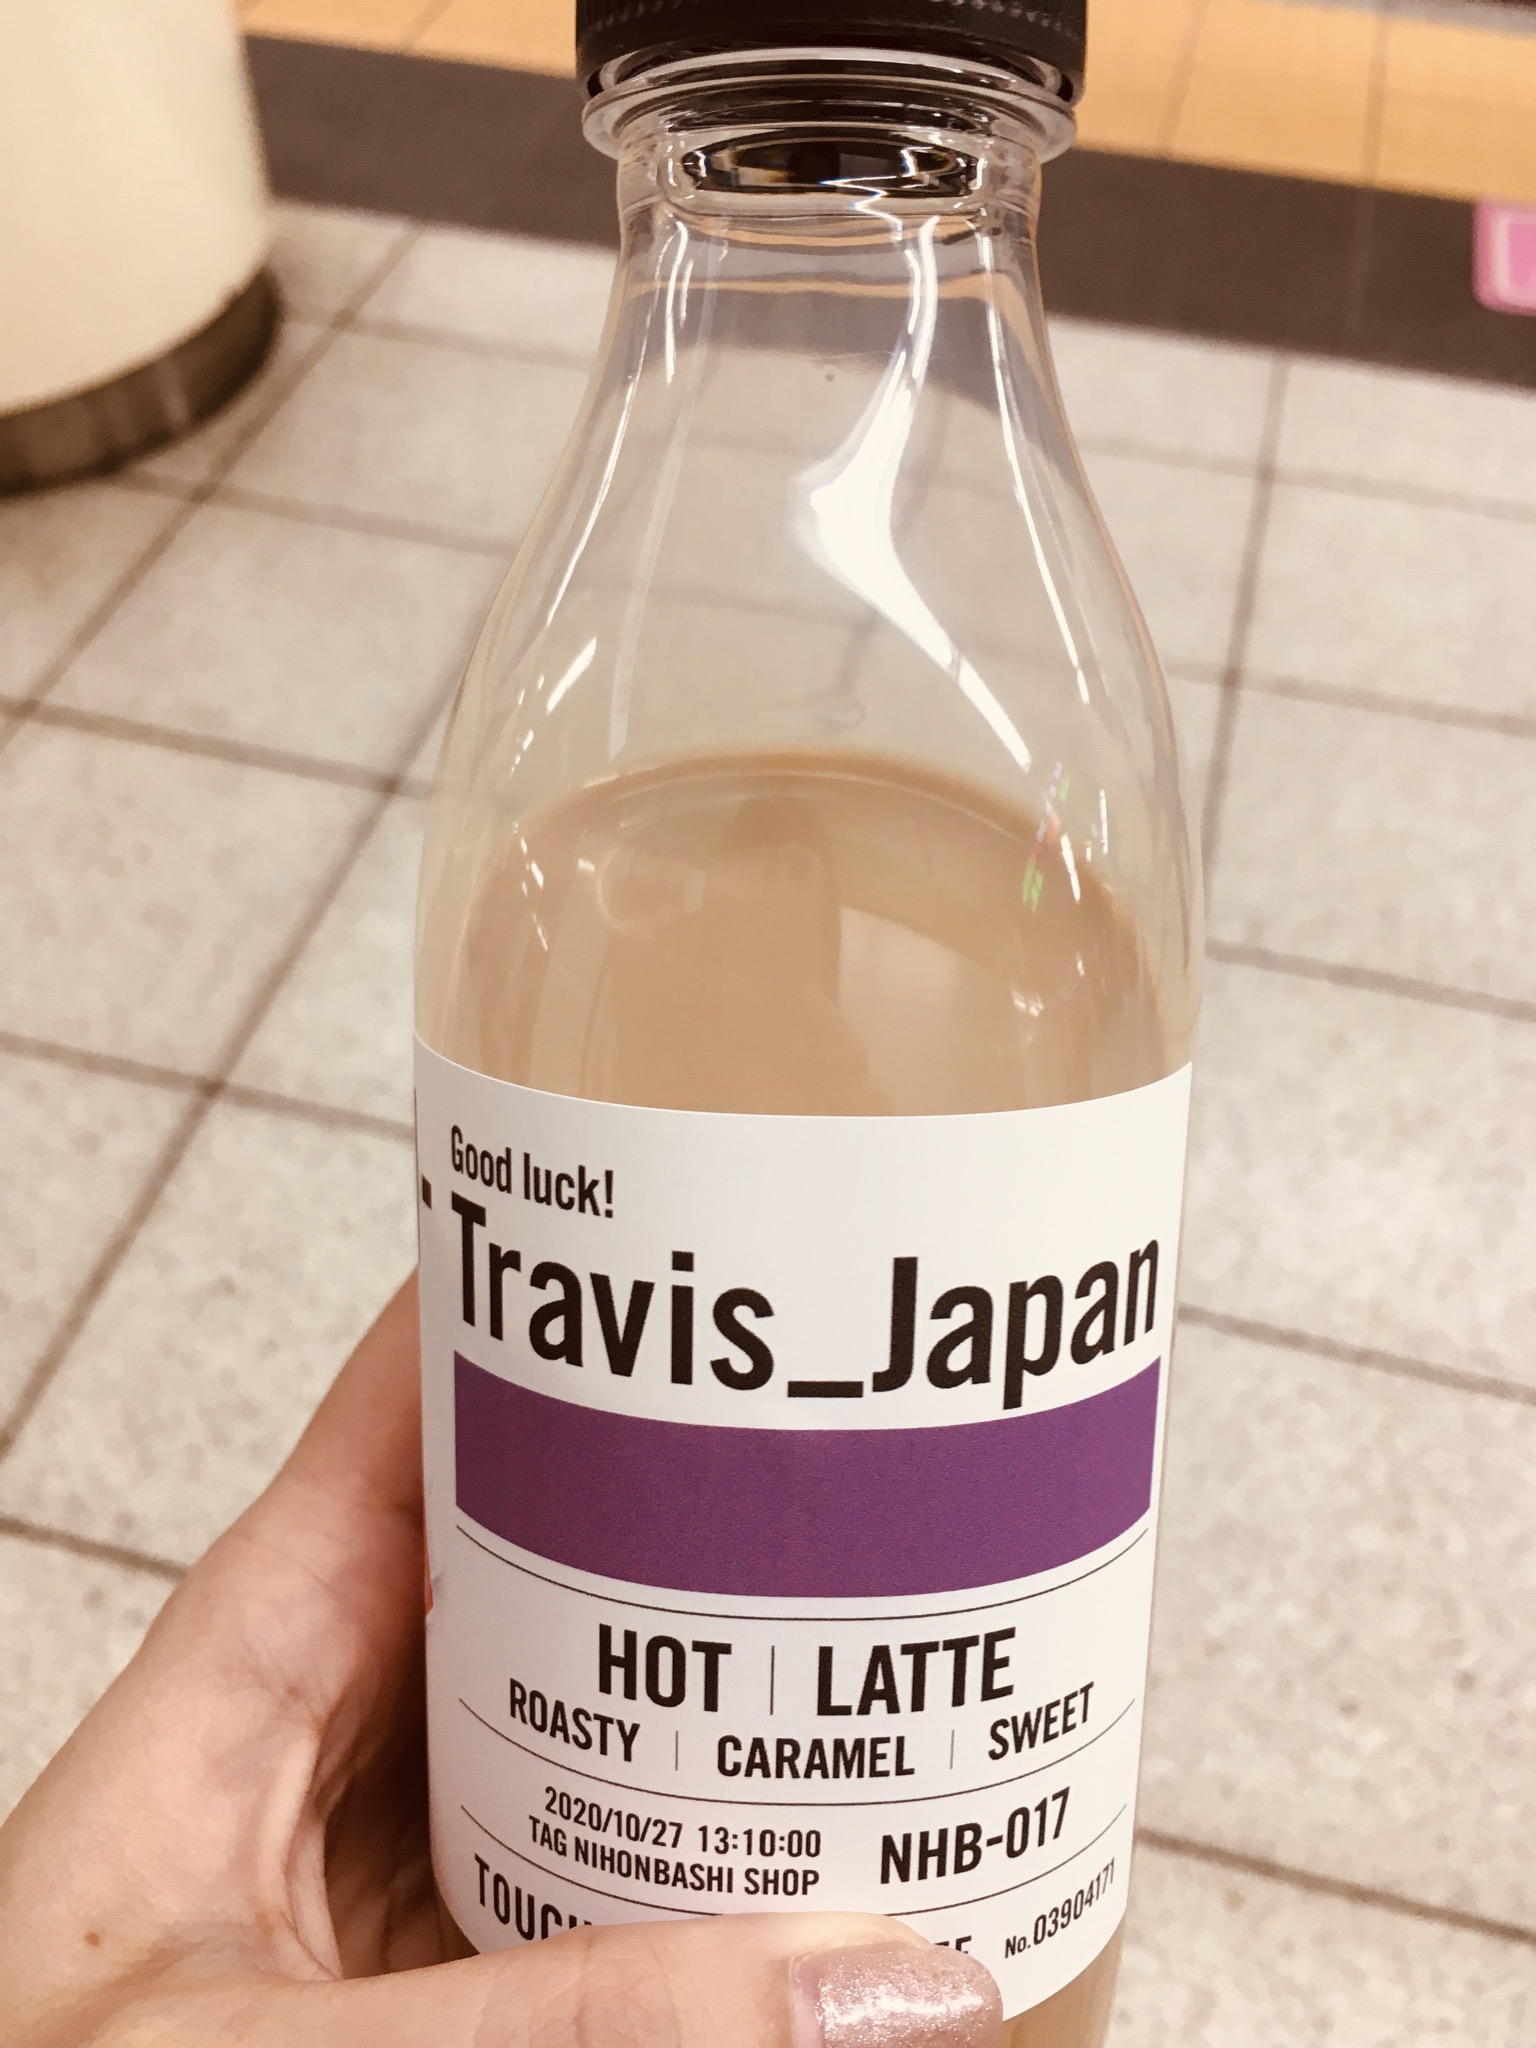 Good luck!
Travis_Japan
HOT | LATTE
ROASTY | CARAMEL | SWEET
2020/10/27 13:10:00
TAG NIHONBASHI SHOP
NHB-017
No.03904171